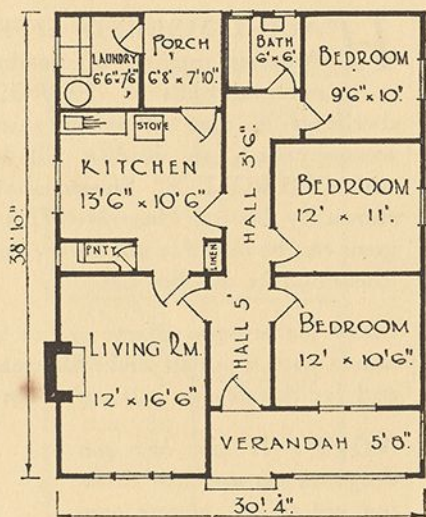 LAUNDRY
6'6"x7'6"
PORCH
6'8" x 7'10"
BATH
6' x 6'
BEDROOM
9'6" x 10'
STOVE
KITCHEN
13'6" x 10'6"
HALL 3'6"
BEDROOM
12' x 11'
PNTY
LINEN
38'10"
LIVING RM.
12' x 16'6"
HALL 5'
BEDROOM
12' x 10'6"
VERANDAH 5'8"
30'4"